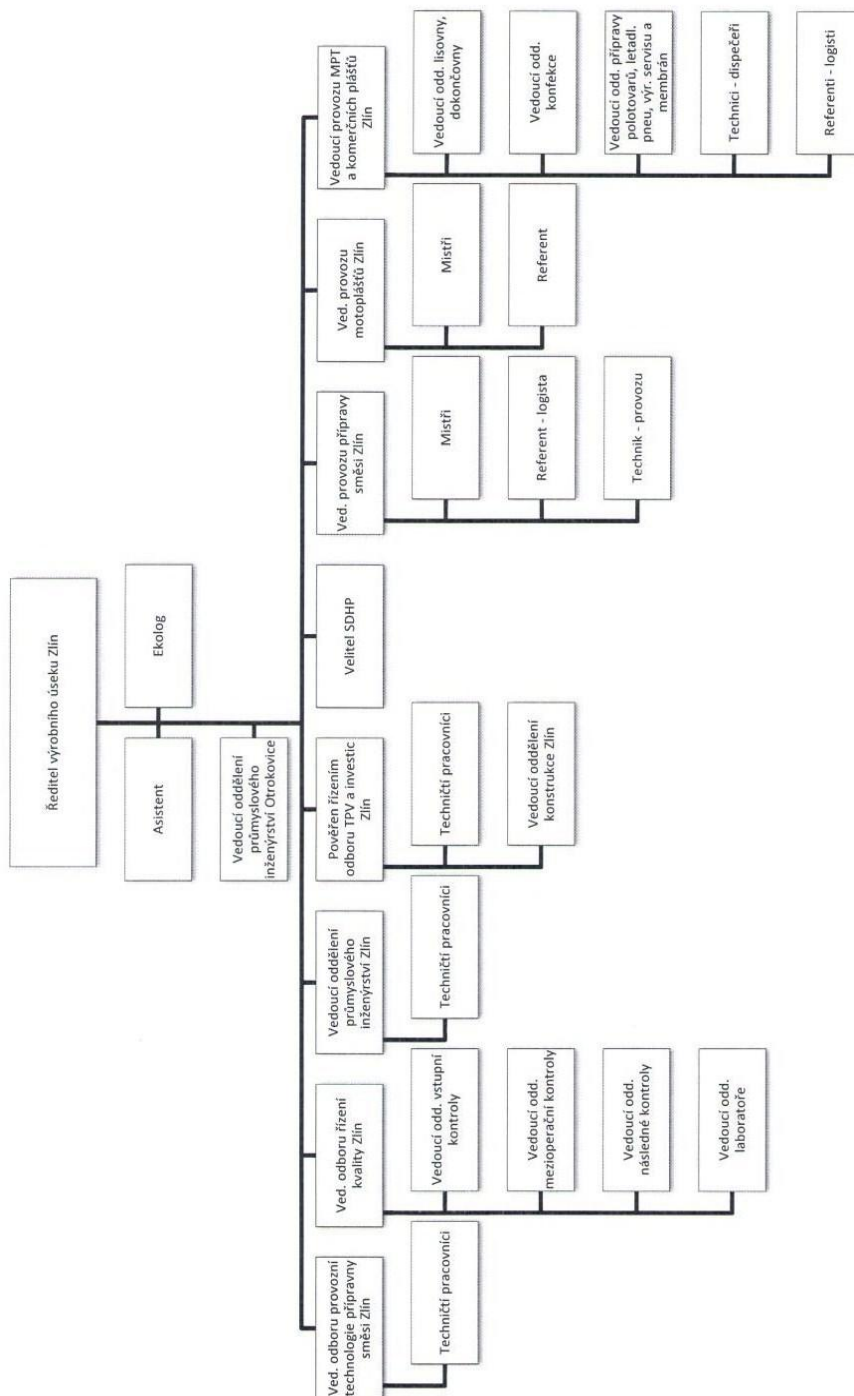 Ředitel výrobního úseku Zlín
Asistent
Ekolog
Vedoucí oddělení
průmyslového
inženýrství Otrokovice
Ved. odboru provozní
technologie přípravny
směsi Zlín
Techničtí pracovníci
Ved. odboru řízení
kvality Zlín
Vedoucí odd. vstupní
kontroly
Vedoucí odd.
mezioperační kontroly
Vedoucí odd.
následné kontroly
Vedoucí odd.
laboratoře
Vedoucí oddělení
průmyslového
inženýrství Zlín
Techničtí pracovníci
Pověřen řízením
odboru TPV a investic
Zlín
Techničtí pracovníci
Vedoucí oddělení
konstrukce Zlín
Velitel SDHP
Ved. provozu přípravy
směsi Zlín
Mistři
Referent - logista
Technik - provozu
Ved. provozu
motoplášťů Zlín
Mistři
Referent
Vedoucí provozu MPT
a komerčních plášťů
Zlín
Vedoucí odd. lisovny,
dokončovny
Vedoucí odd.
konfekce
Vedoucí odd. přípravy
polotovarů, letadl.
pneu, výr. servisu a
membrán
Technici - dispečeři
Referenti - logisti